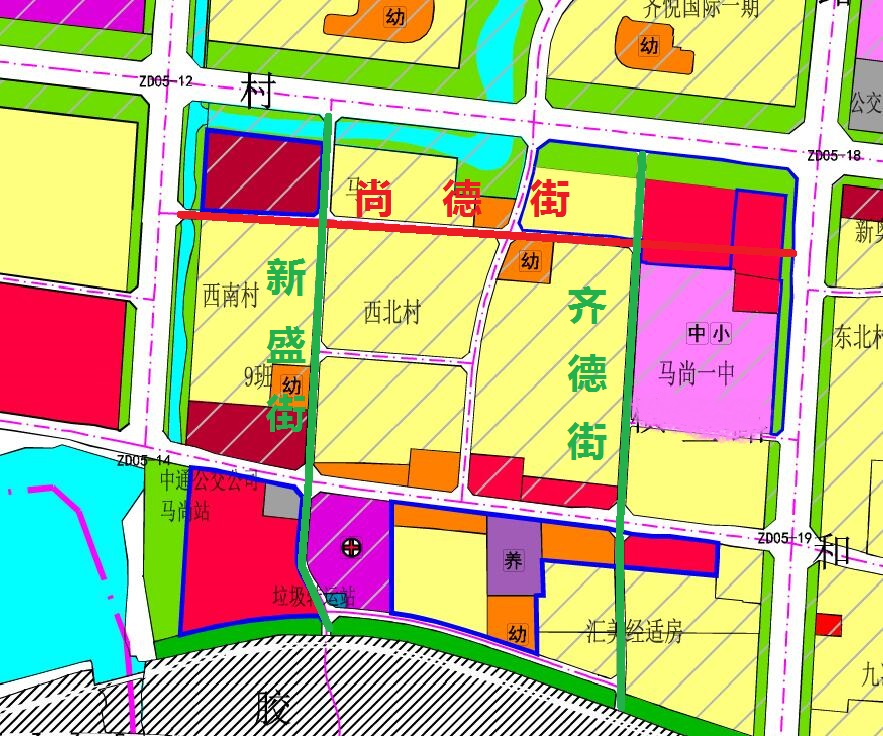 幼
齐悦国际一期
幼
公交
ZD05-12
村
ZD05-18
马
尚德街
新
幼
西南村
新盛街
西北村
齐德街
中小
马尚一中
东北村
9班
幼
ZD05-14
中通公交公司
马尚站
ZD05-19
和
养
垃圾转运站
幼
汇美经适房
九
胶